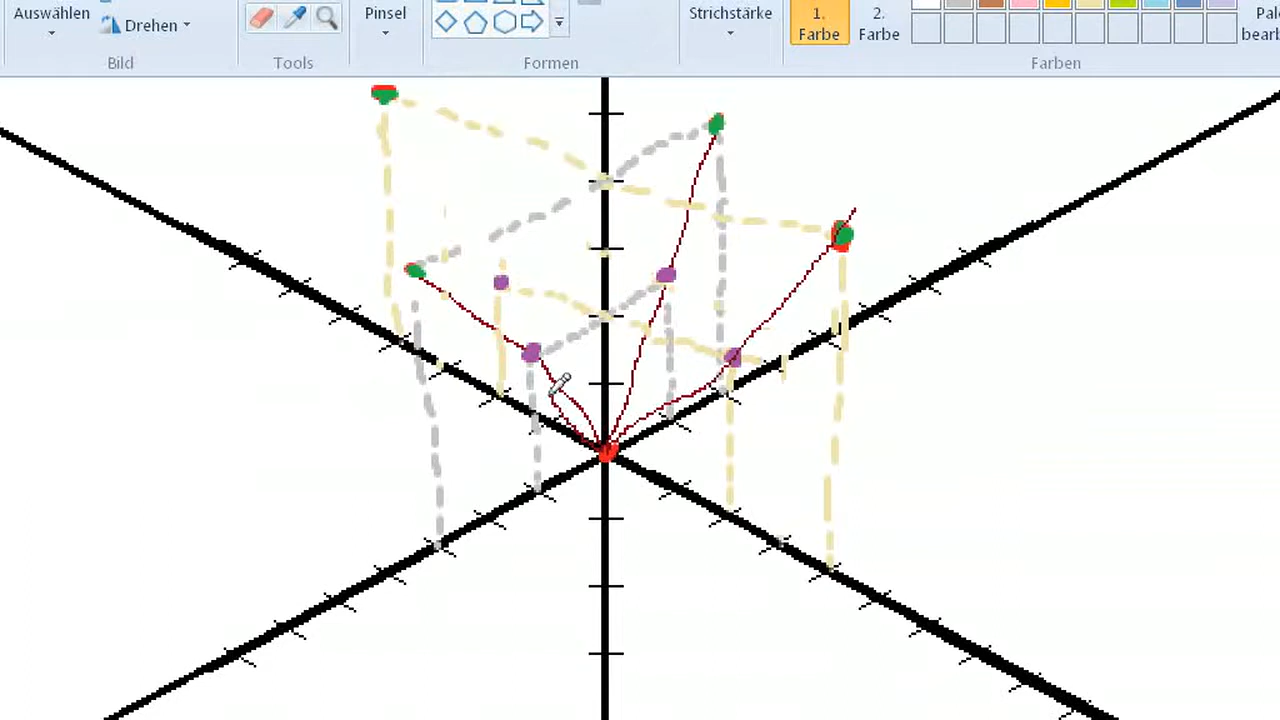 Auswählen
Drehen
Bild
Tools
Pinsel
Formen
Strichstärke
1.
Farbe
2.
Farbe
Farben